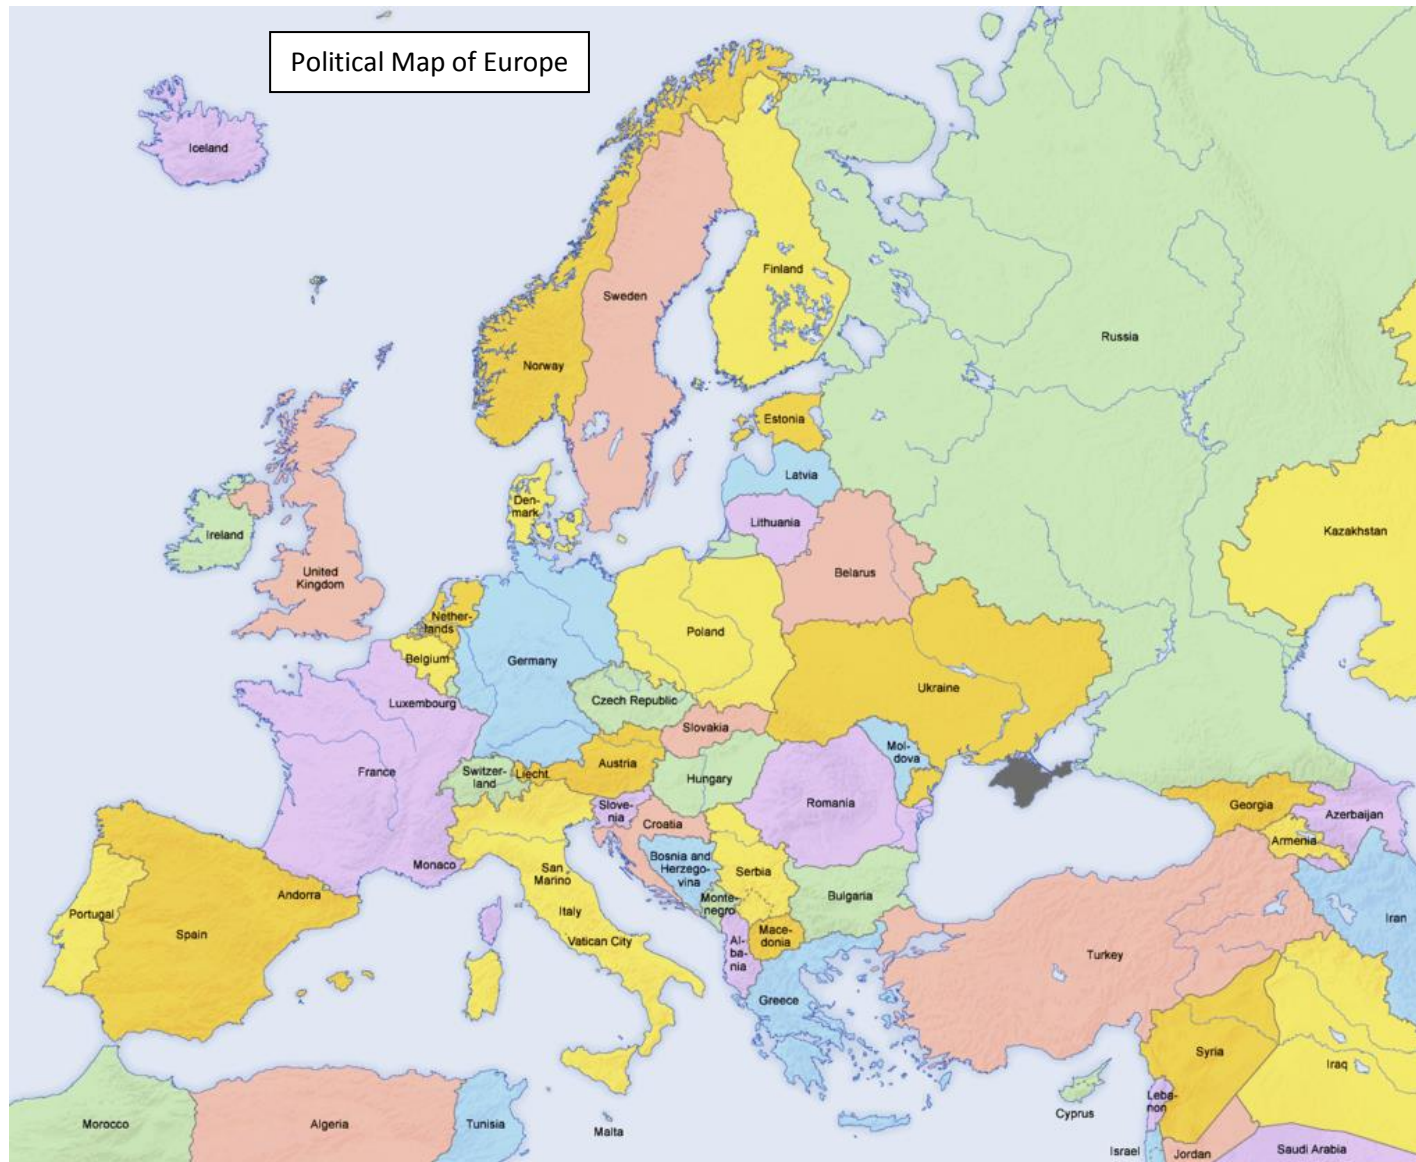 Political Map of Europe
Iceland
Finland
Sweden
Russia
Norway
Estonia
Latvia
Den-
mark
Lithuania
Kazakhstan
Ireland
United
Kingdom
Belarus
Nether-
lands
Poland
Belgium
Germany
Ukraine
Luxembourg
Czech Republic
Slovakia
Mol-
dova
France
Switzer-
land
Liecht.
Austria
Hungary
Romania
Slove-
nia
Croatia
Georgia
Azerbaijan
Armenia
Monaco
San
Marino
Bosnia and
Herzego-
vina
Serbia
Andorra
Monte-
negro
Bulgaria
Portugal
Italy
Iran
Spain
Vatican City
Mace-
donia
Al-
ba-
nia
Turkey
Greece
Syria
Iraq
Leba-
non
Cyprus
Morocco
Algeria
Tunisia
Malta
Israel
Jordan
Saudi Arabia